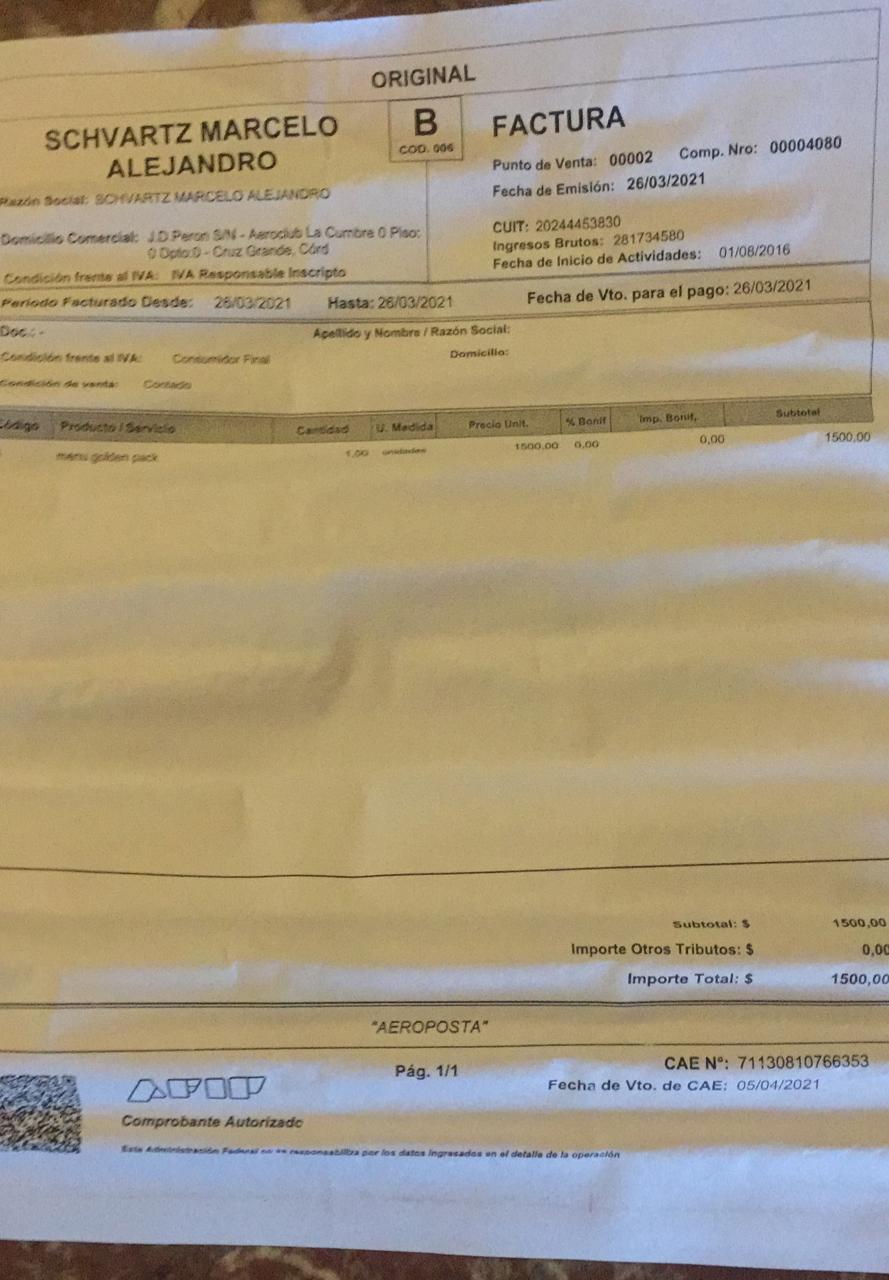 ORIGINAL
SCHVARTZ MARCELO
ALEJANDRO
B
COD. 006
FACTURA
Punto de Venta: 00002 Comp. Nro: 00004080
Fecha de Emisión: 26/03/2021
Razón Social: SCHVARTZ MARCELO ALEJANDRO
Domicilio Comercial: J.D.Peron S/N - Aeroclub La Cumbre 0 Piso:
0 Dpto:0 - Cruz Grande, Córd
Condición frente al IVA: IVA Responsable Inscripto
CUIT: 20244453830
Ingresos Brutos: 281734580
Fecha de Inicio de Actividades: 01/08/2016
Período Facturado Desde: 26/03/2021 Hasta: 26/03/2021 Fecha de Vto. para el pago: 26/03/2021
Doc.: - Apellido y Nombre / Razón Social:
Condición frente al IVA: Consumidor Final Domicilio:
Condición de venta: Contado
Código Producto / Servicio Cantidad U. Medida Precio Unit. % Bonif Imp. Bonif. Subtotal
menu golden pack 1,00 unidades 1500,00 0,00 0,00 1500,00
Subtotal: $ 1500,00
Importe Otros Tributos: $ 0,00
Importe Total: $ 1500,00
"AEROPOSTA"
AFIP
Pág. 1/1
CAE N°: 71130810766353
Fecha de Vto. de CAE: 05/04/2021
Comprobante Autorizado
Esta Administración Federal no se responsabiliza por los datos ingresados en el detalle de la operación